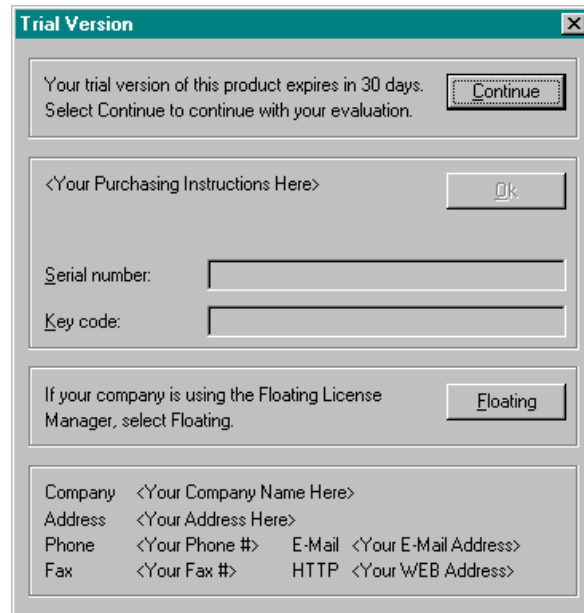 Trial Version
Your trial version of this product expires in 30 days.
Select Continue to continue with your evaluation.
Continue
<Your Purchasing Instructions Here>
Ok
Serial number:
Key code:
If your company is using the Floating License
Manager, select Floating.
Floating
Company <Your Company Name Here>
Address <Your Address Here>
Phone <Your Phone #> E-Mail <Your E-Mail Address>
Fax <Your Fax #> HTTP <Your WEB Address>